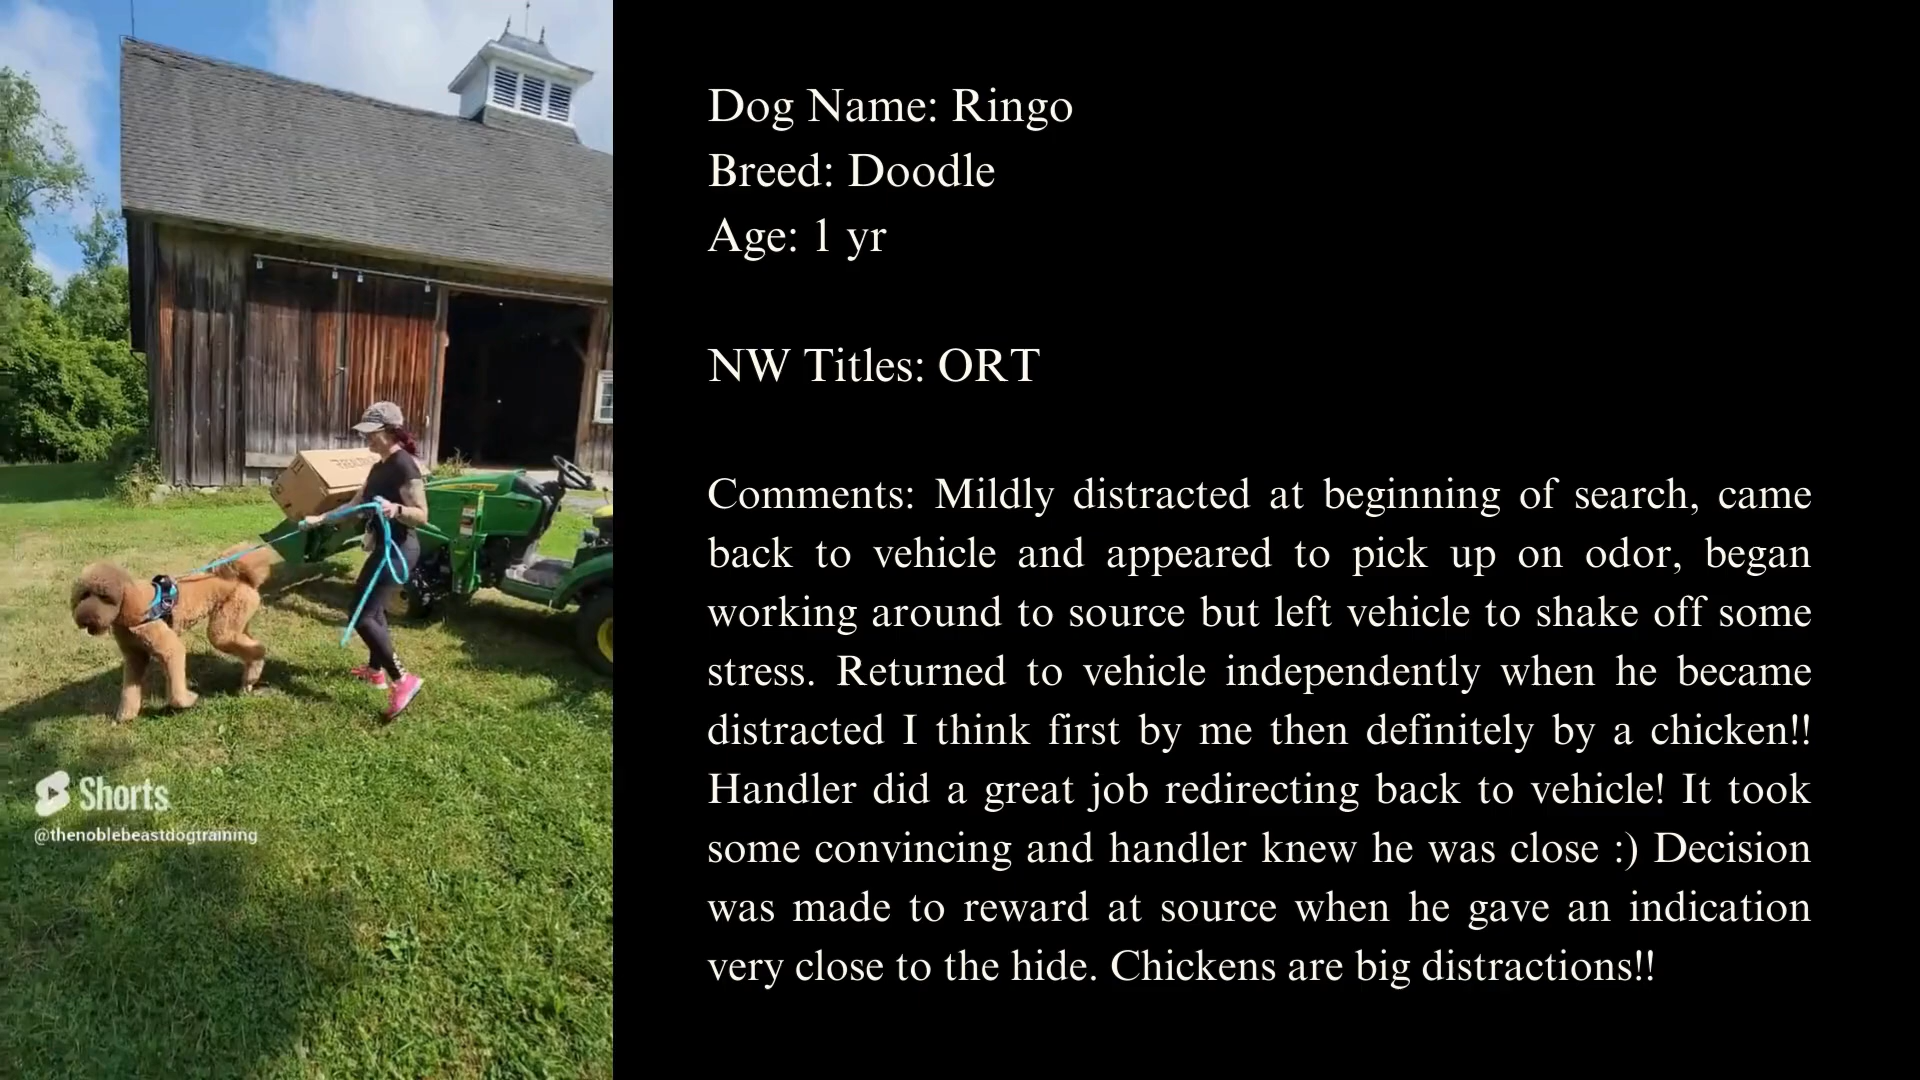 Dog Name: Ringo
Breed: Doodle
Age: 1 yr
NW Titles: ORT
Comments: Mildly distracted at beginning of search, came
back to vehicle and appeared to pick up on odor, began
working around to source but left vehicle to shake off some
stress. Returned to vehicle independently when he became
distracted I think first by me then definitely by a chicken!!
Handler did a great job redirecting back to vehicle! It took
some convincing and handler knew he was close :) Decision
was made to reward at source when he gave an indication
very close to the hide. Chickens are big distractions!!
Shorts
@thenoblebeastdogtraining